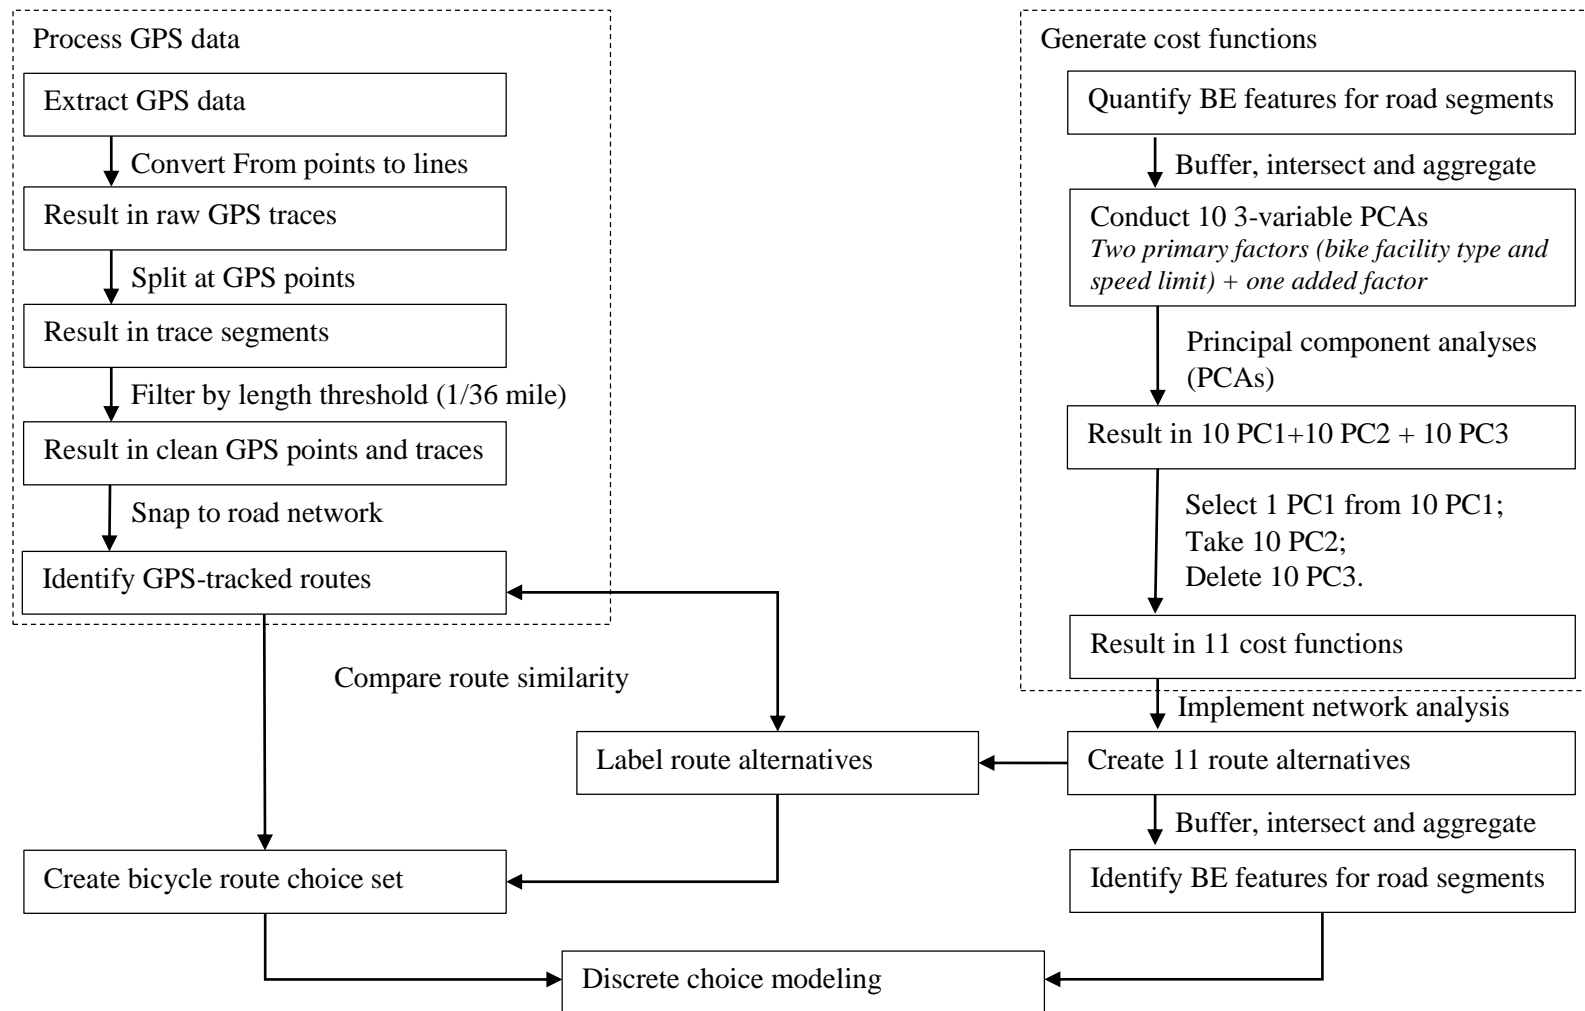 Process GPS data
Extract GPS data
Convert From points to lines
Result in raw GPS traces
Split at GPS points
Result in trace segments
Filter by length threshold (1/36 mile)
Result in clean GPS points and traces
Snap to road network
Identify GPS-tracked routes
Compare route similarity
Label route alternatives
Create bicycle route choice set
Generate cost functions
Quantify BE features for road segments
Buffer, intersect and aggregate
Conduct 10 3-variable PCAs
Two primary factors (bike facility type and
speed limit) + one added factor
Principal component analyses
(PCAs)
Result in 10 PC1+10 PC2 + 10 PC3
Select 1 PC1 from 10 PC1;
Take 10 PC2;
Delete 10 PC3.
Result in 11 cost functions
Implement network analysis
Create 11 route alternatives
Buffer, intersect and aggregate
Identify BE features for road segments
Discrete choice modeling